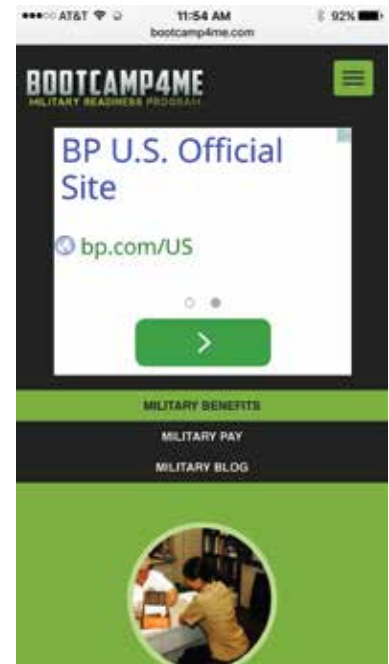 AT&T 11:54 AM 92%
bootcamp4me.com
BOOTCAMP4ME
MILITARY READINESS PROGRAM
BP U.S. Official
Site
bp.com/US
MILITARY BENEFITS
MILITARY PAY
MILITARY BLOG